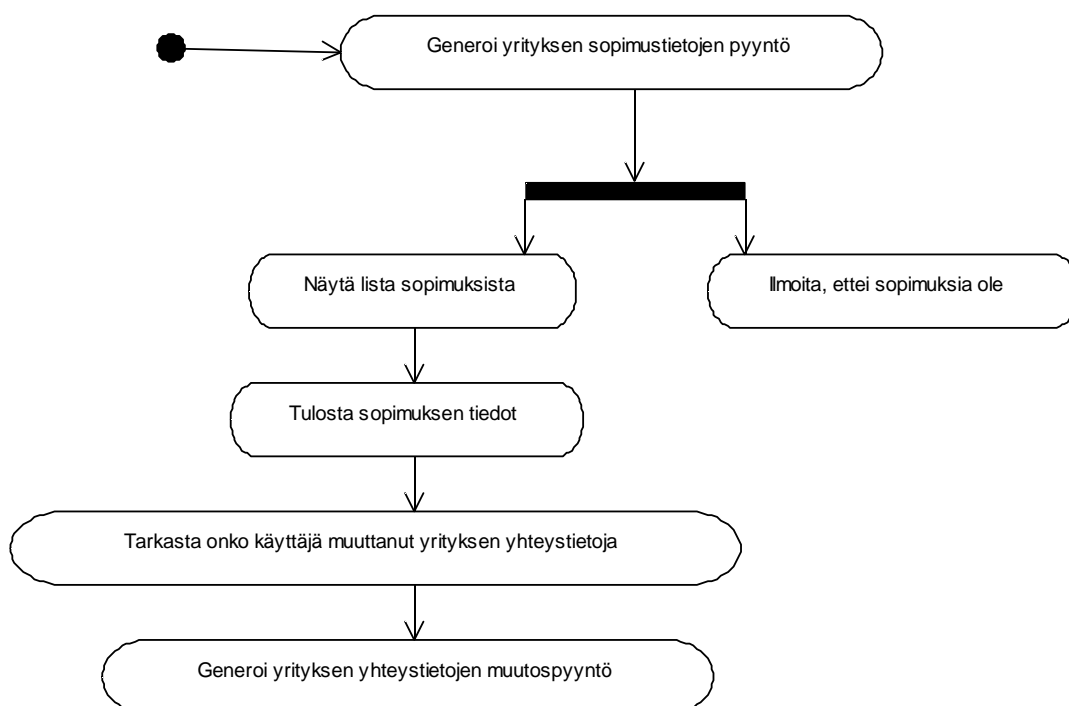 Generoi yrityksen sopimustietojen pyyntö
Näytä lista sopimuksista
Ilmoita, ettei sopimuksia ole
Tulosta sopimuksen tiedot
Tarkasta onko käyttäjä muuttanut yrityksen yhteystietoja
Generoi yrityksen yhteystietojen muutospyyntö